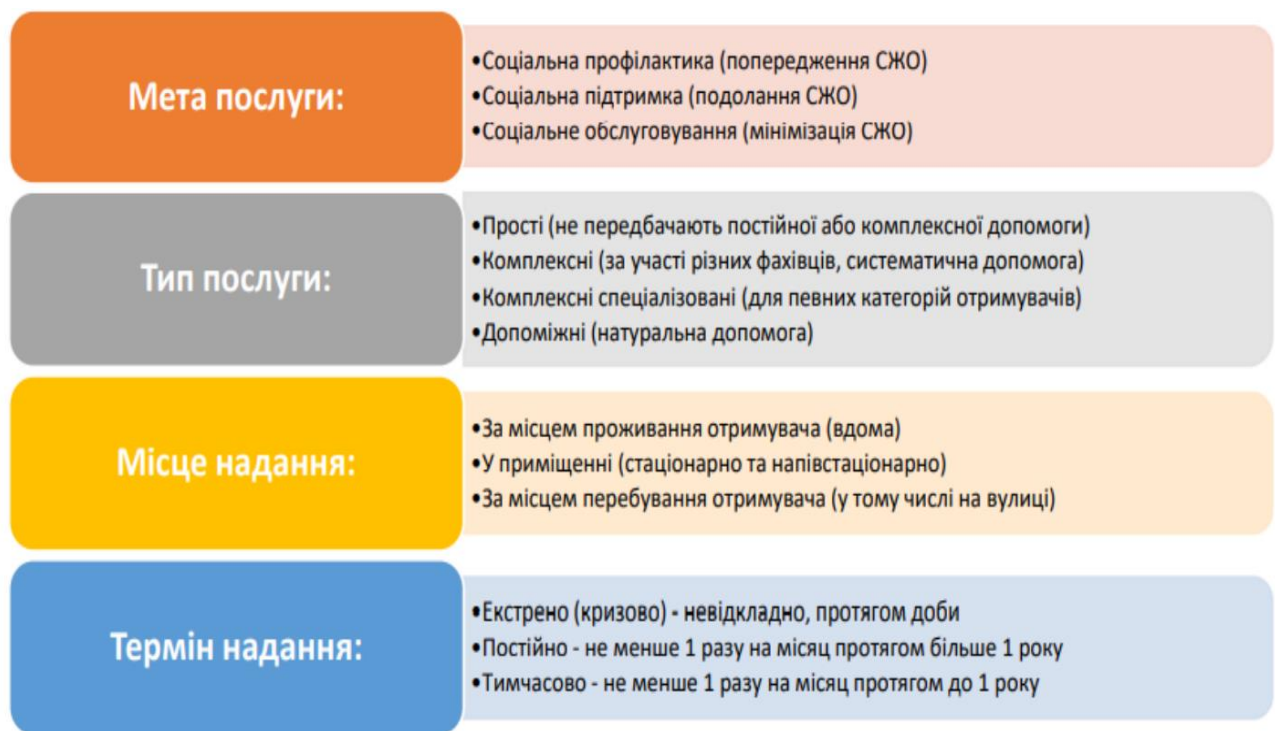 Мета послуги:
•Соціальна профілактика (попередження СЖО)
•Соціальна підтримка (подолання СЖО)
•Соціальне обслуговування (мінімізація СЖО)
Тип послуги:
•Прості (не передбачають постійної або комплексної допомоги)
•Комплексні (за участі різних фахівців, систематична допомога)
•Комплексні спеціалізовані (для певних категорій отримувачів)
•Допоміжні (натуральна допомога)
Місце надання:
•За місцем проживання отримувача (вдома)
•У приміщенні (стаціонарно та напівстаціонарно)
•За місцем перебування отримувача (у тому числі на вулиці)
Термін надання:
•Екстрено (кризово) - невідкладно, протягом доби
•Постійно - не менше 1 разу на місяц протягом більше 1 року
•Тимчасово - не менше 1 разу на місяц протягом до 1 року